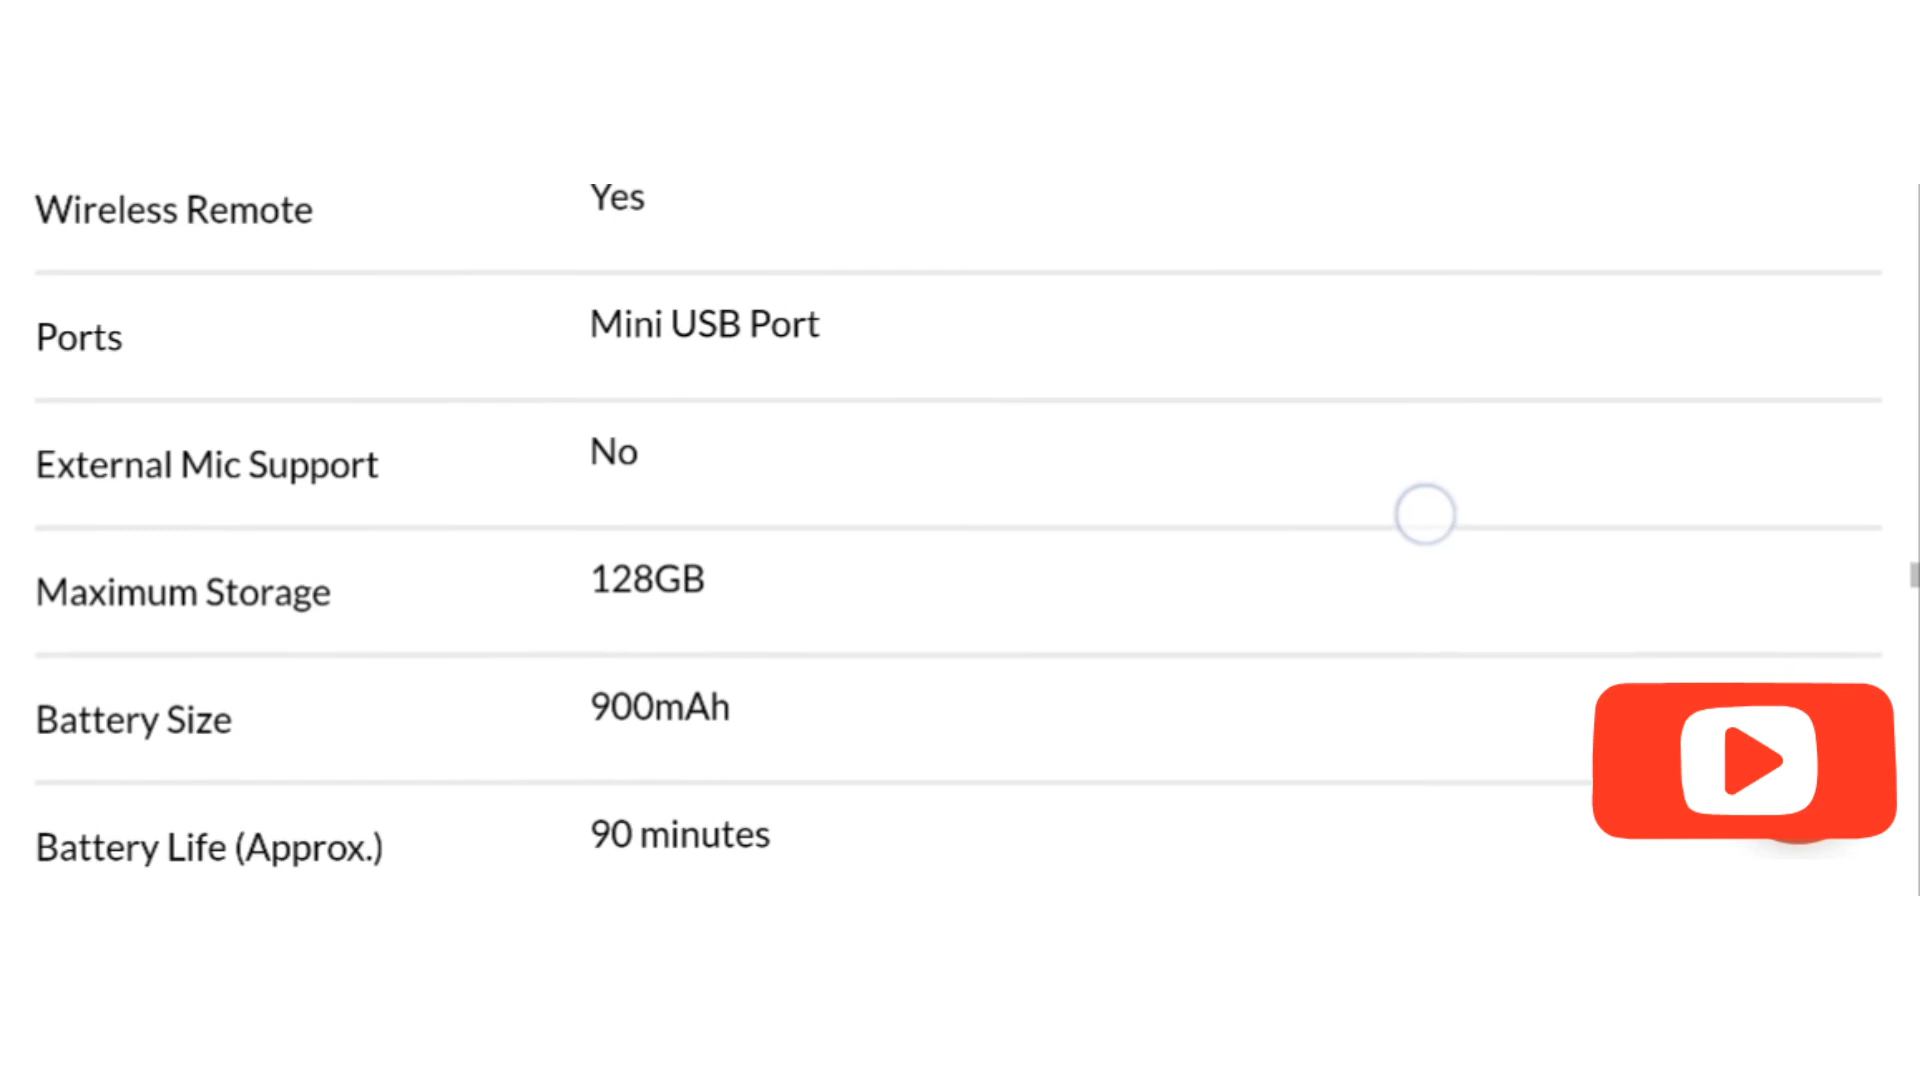 Wireless Remote Yes
Ports Mini USB Port
External Mic Support No
Maximum Storage 128GB
Battery Size 900mAh
Battery Life (Approx.) 90 minutes